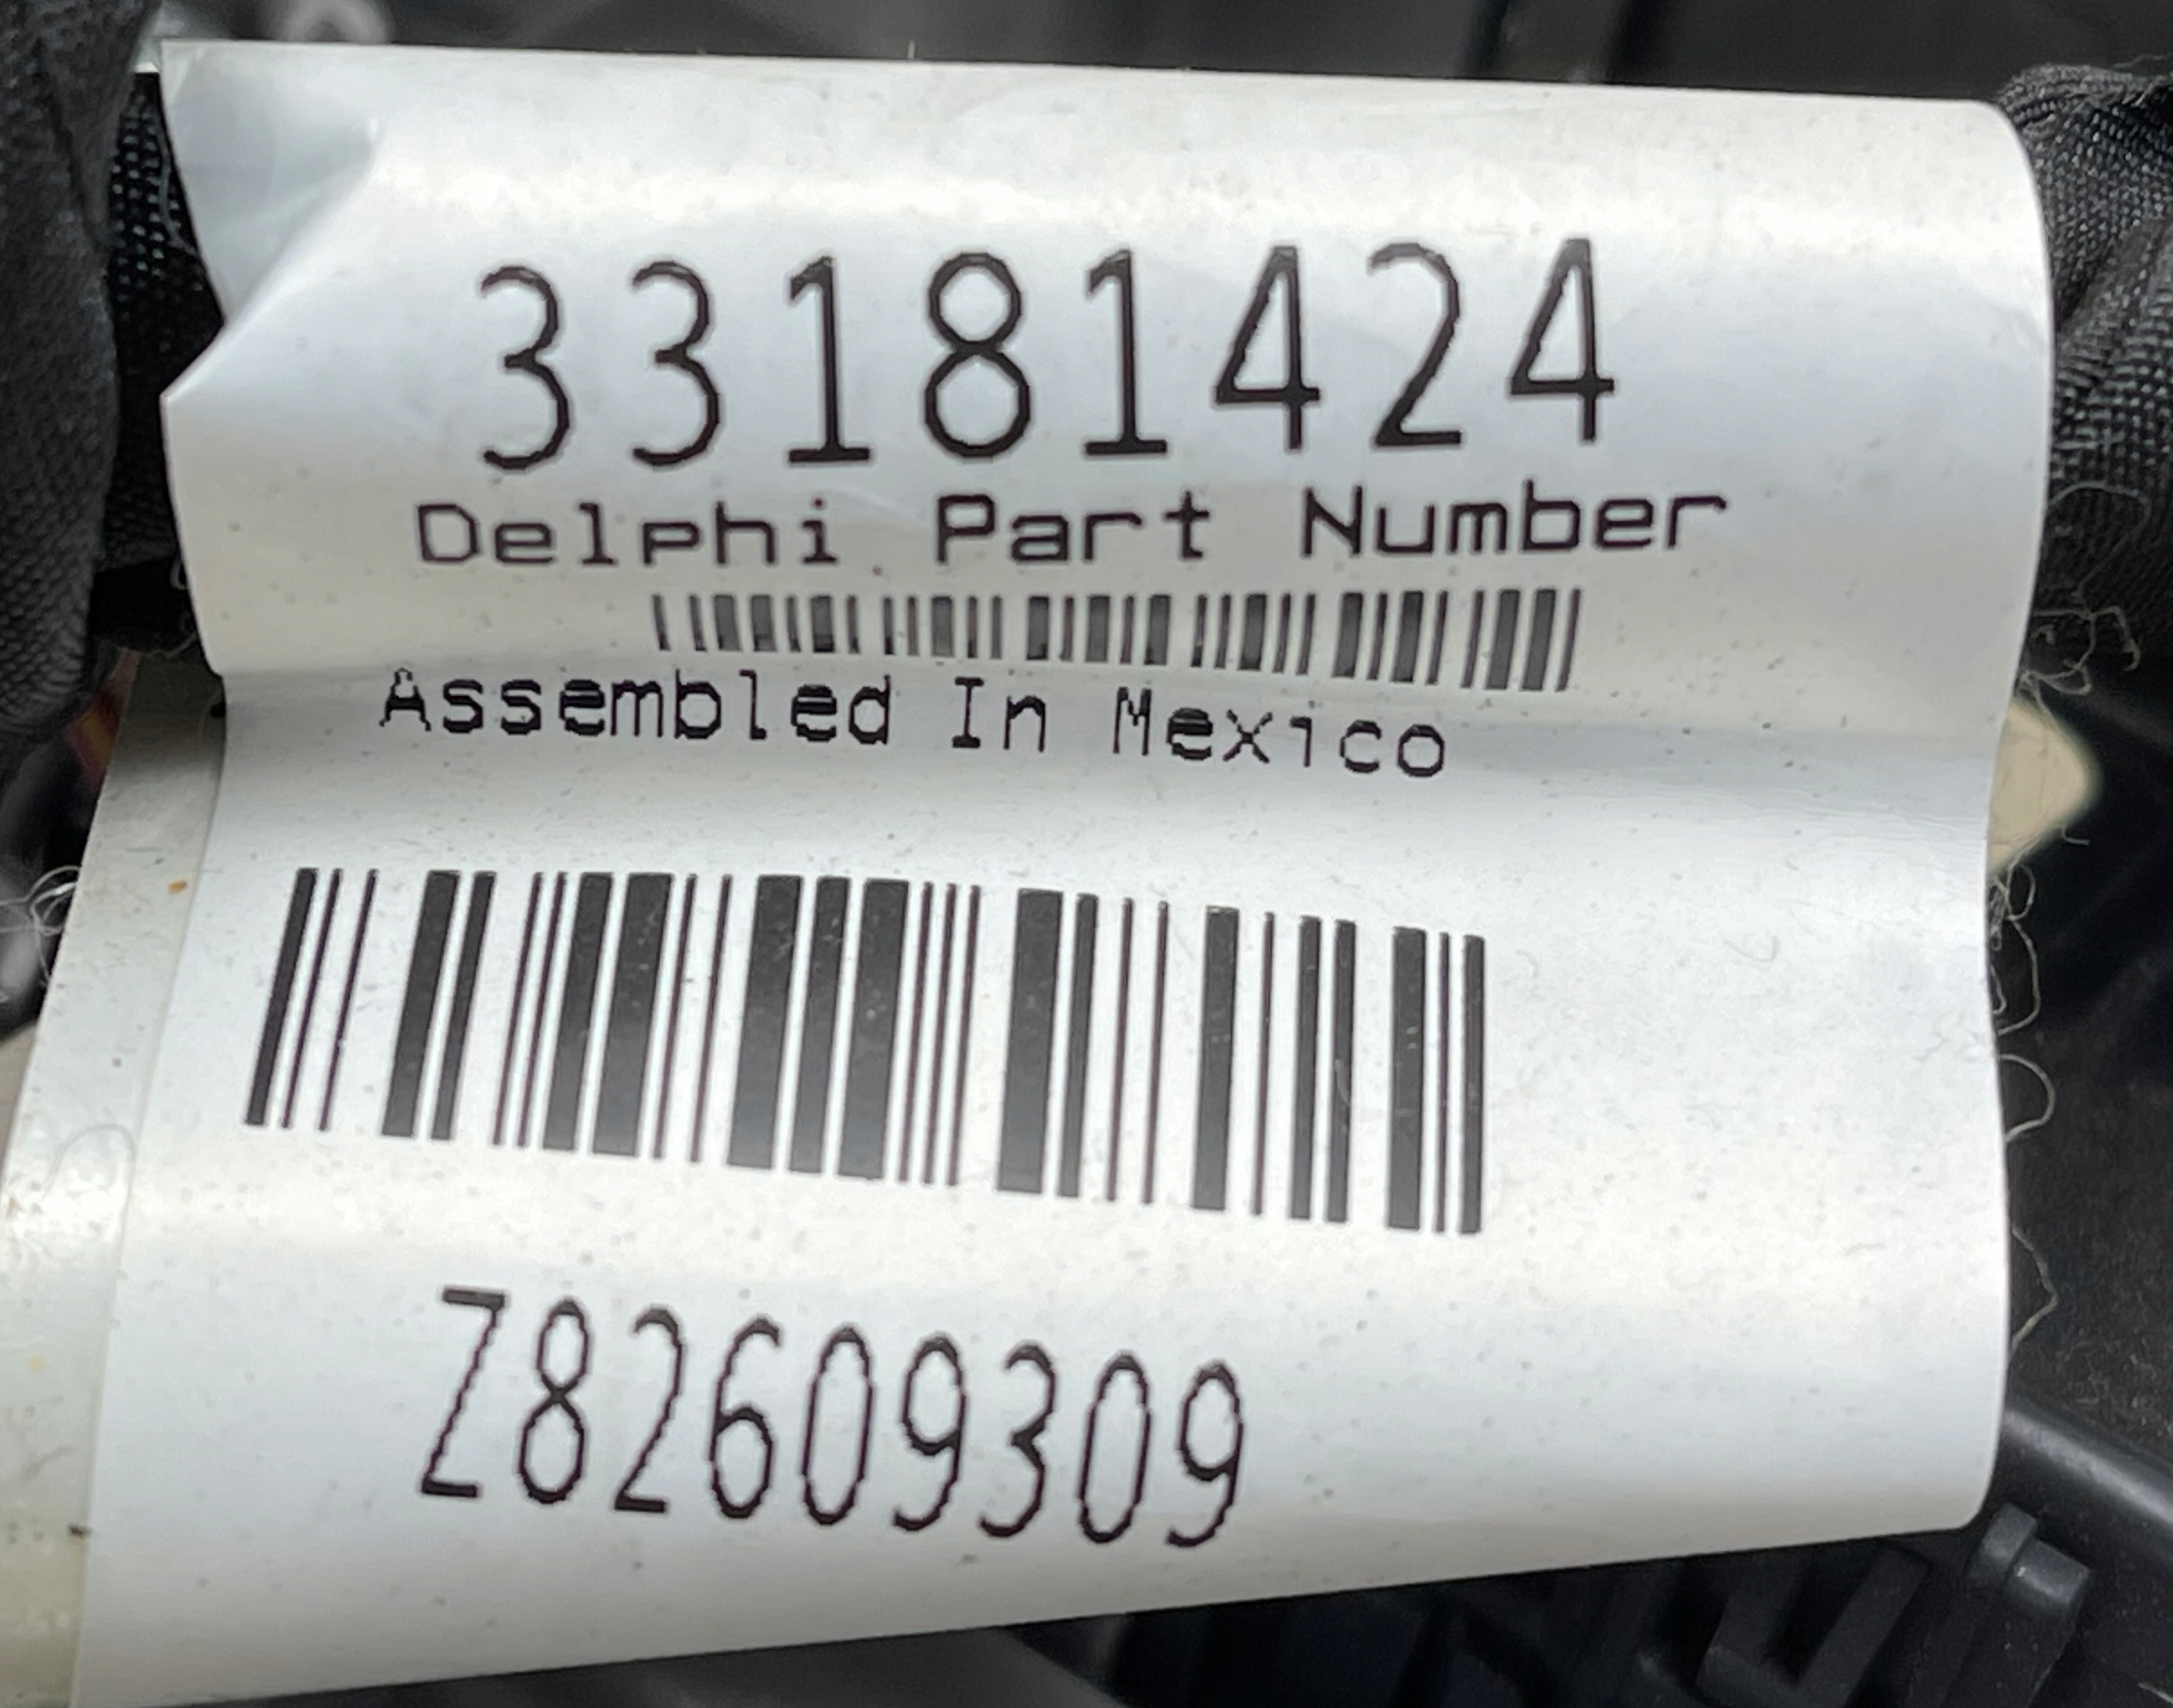 33181424
Delphi Part Number
Assembled In Mexico
Z82609309